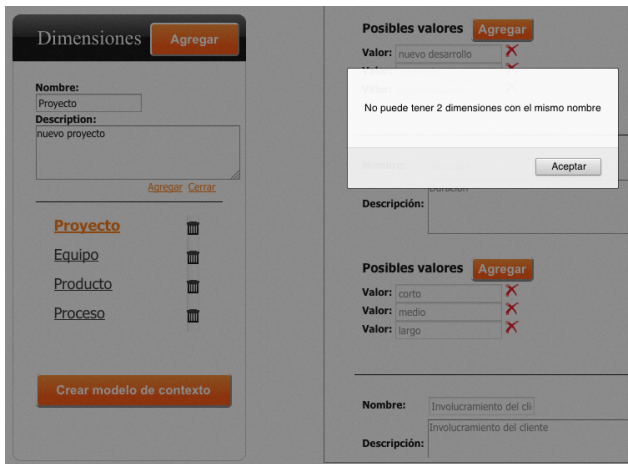 Dimensiones Agregar
Nombre:
Proyecto
Description:
nuevo proyecto
Agregar Cerrar
Proyecto
Equipo
Producto
Proceso
Crear modelo de contexto
Posibles valores Agregar
Valor: nuevo desarrollo
No puede tener 2 dimensiones con el mismo nombre
Aceptar
Duración
Descripción:
Posibles valores Agregar
Valor: corto
Valor: medio
Valor: largo
Nombre: Involucramiento del cli
Involucramiento del cliente
Descripción: